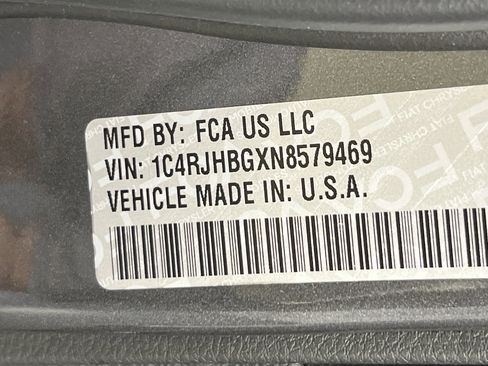 MFD BY: FCA US LLC
VIN: 1C4RJHBGXN8579469
VEHICLE MADE IN: U.S.A.